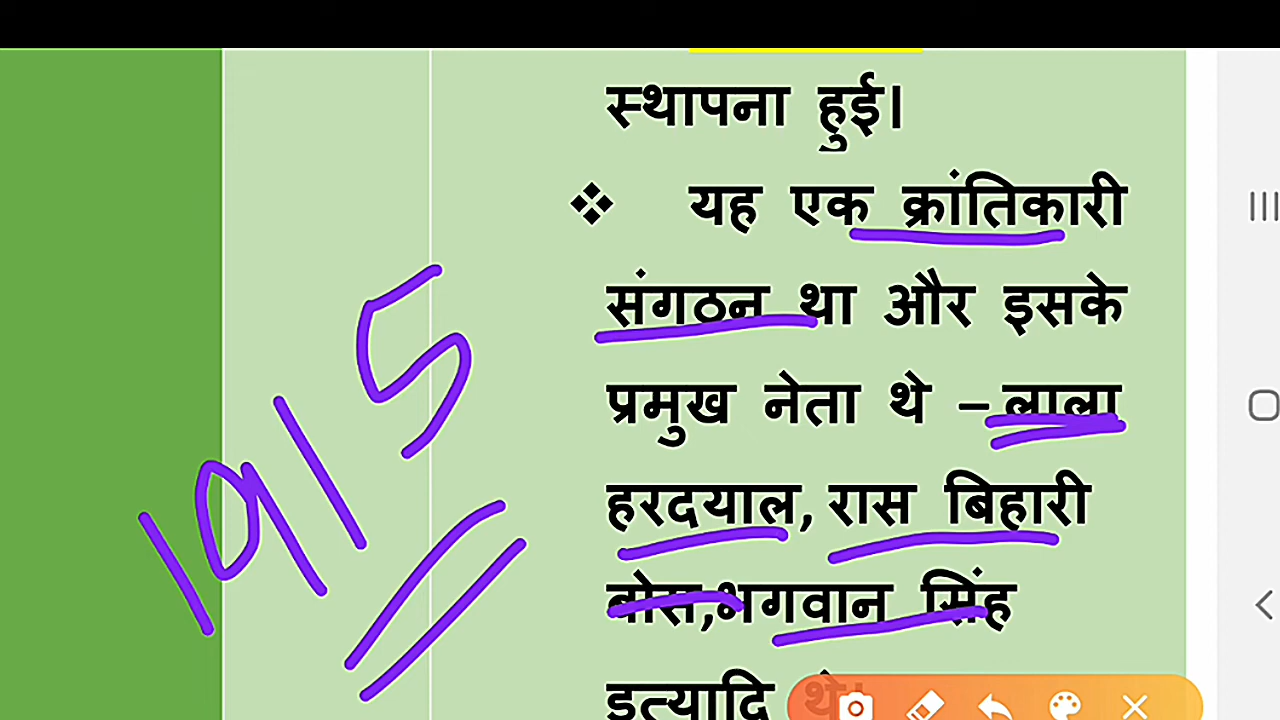 स्थापना हुई।
❖ यह एक क्रांतिकारी
संगठन था और इसके
प्रमुख नेता थे – लाला
हरदयाल, रास बिहारी
बोस,भगवान सिंह
इत्यादि थे।
1915